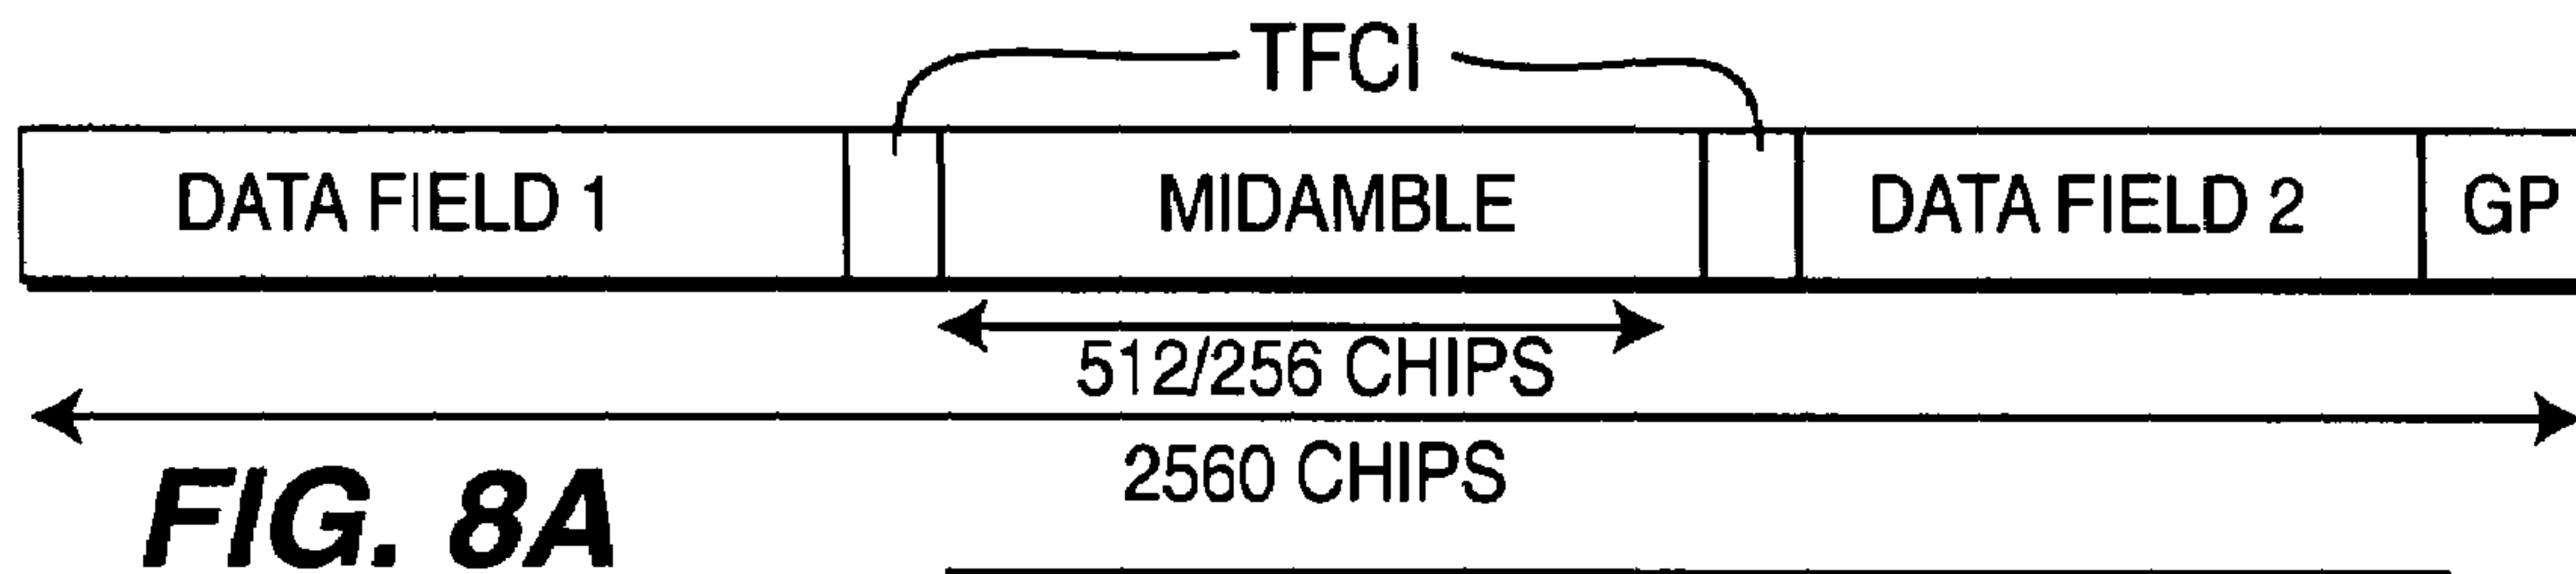 TFCI
DATA FIELD 1 MIDAMBLE DATA FIELD 2 GP
512/256 CHIPS
2560 CHIPS
FIG. 8A